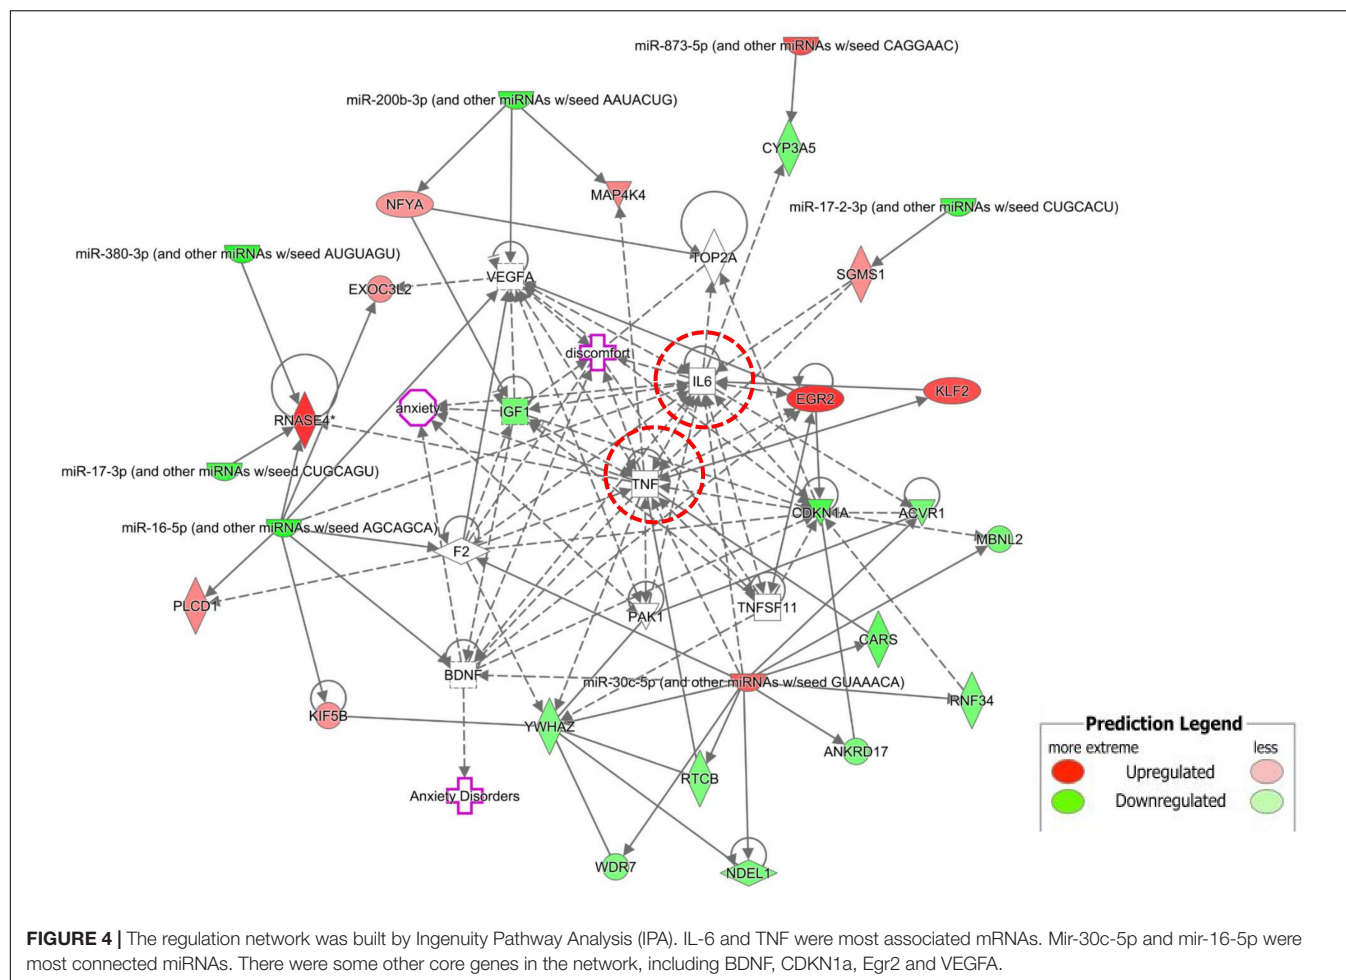 miR-873-5p (and other miRNAs w/seed CAGGAAC)
miR-200b-3p (and other miRNAs w/seed AAUACUG)
CYP3A5
MAP4K4
NFYA
miR-17-2-3p (and other miRNAs w/seed CUGCACU)
miR-380-3p (and other miRNAs w/seed AUGUAGU)
TOP2A
VEGFA
SGMS1
EXOC3L2
discomfort
IL6
KLF2
EGR2
anxiety
IGF1
RNASE4*
miR-17-3p (and other miRNAs w/seed CUGCAGU)
TNF
CDKN1A
ACVR1
miR-16-5p (and other miRNAs w/seed AGCAGCA)
MBNL2
F2
PLCD1
PAK1
TNFSF11
CARS
BDNF
miR-30c-5p (and other miRNAs w/seed GUAAACA)
RNF34
KIF5B
YWHAZ
ANKRD17
RTCB
Anxiety Disorders
WDR7
NDEL1
Prediction Legend
more extreme less
Upregulated
Downregulated
FIGURE 4 | The regulation network was built by Ingenuity Pathway Analysis (IPA). IL-6 and TNF were most associated mRNAs. Mir-30c-5p and mir-16-5p were
most connected miRNAs. There were some other core genes in the network, including BDNF, CDKN1a, Egr2 and VEGFA.